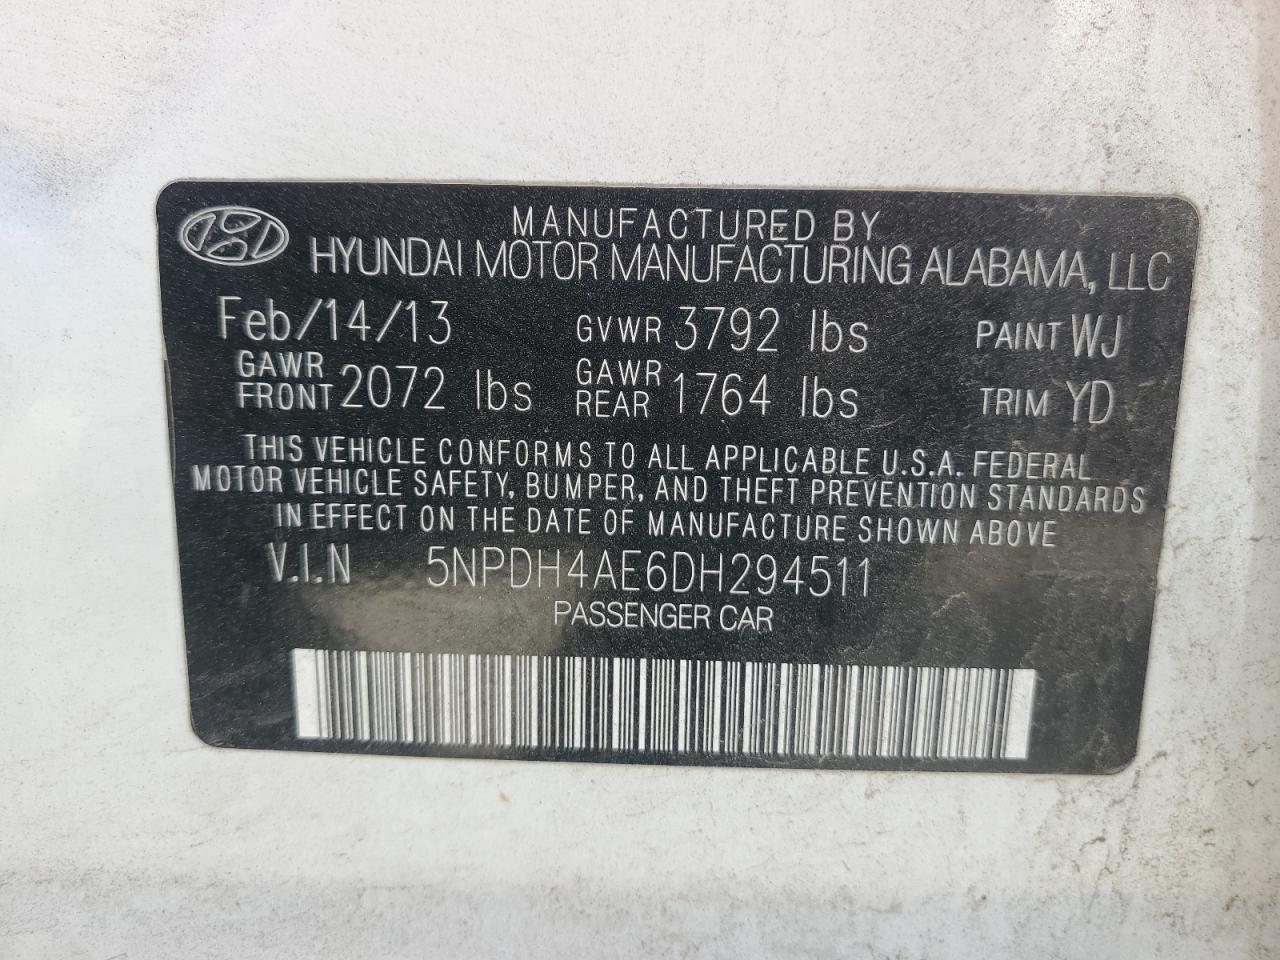 MANUFACTURED BY
HYUNDAI MOTOR MANUFACTURING ALABAMA, LLC
Feb/14/13 GVWR 3792 lbs PAINT WJ
GAWR FRONT 2072 lbs GAWR REAR 1764 lbs TRIM YD
THIS VEHICLE CONFORMS TO ALL APPLICABLE U.S.A. FEDERAL
MOTOR VEHICLE SAFETY, BUMPER, AND THEFT PREVENTION STANDARDS
IN EFFECT ON THE DATE OF MANUFACTURE SHOWN ABOVE
V.I.N 5NPDH4AE6DH294511
PASSENGER CAR